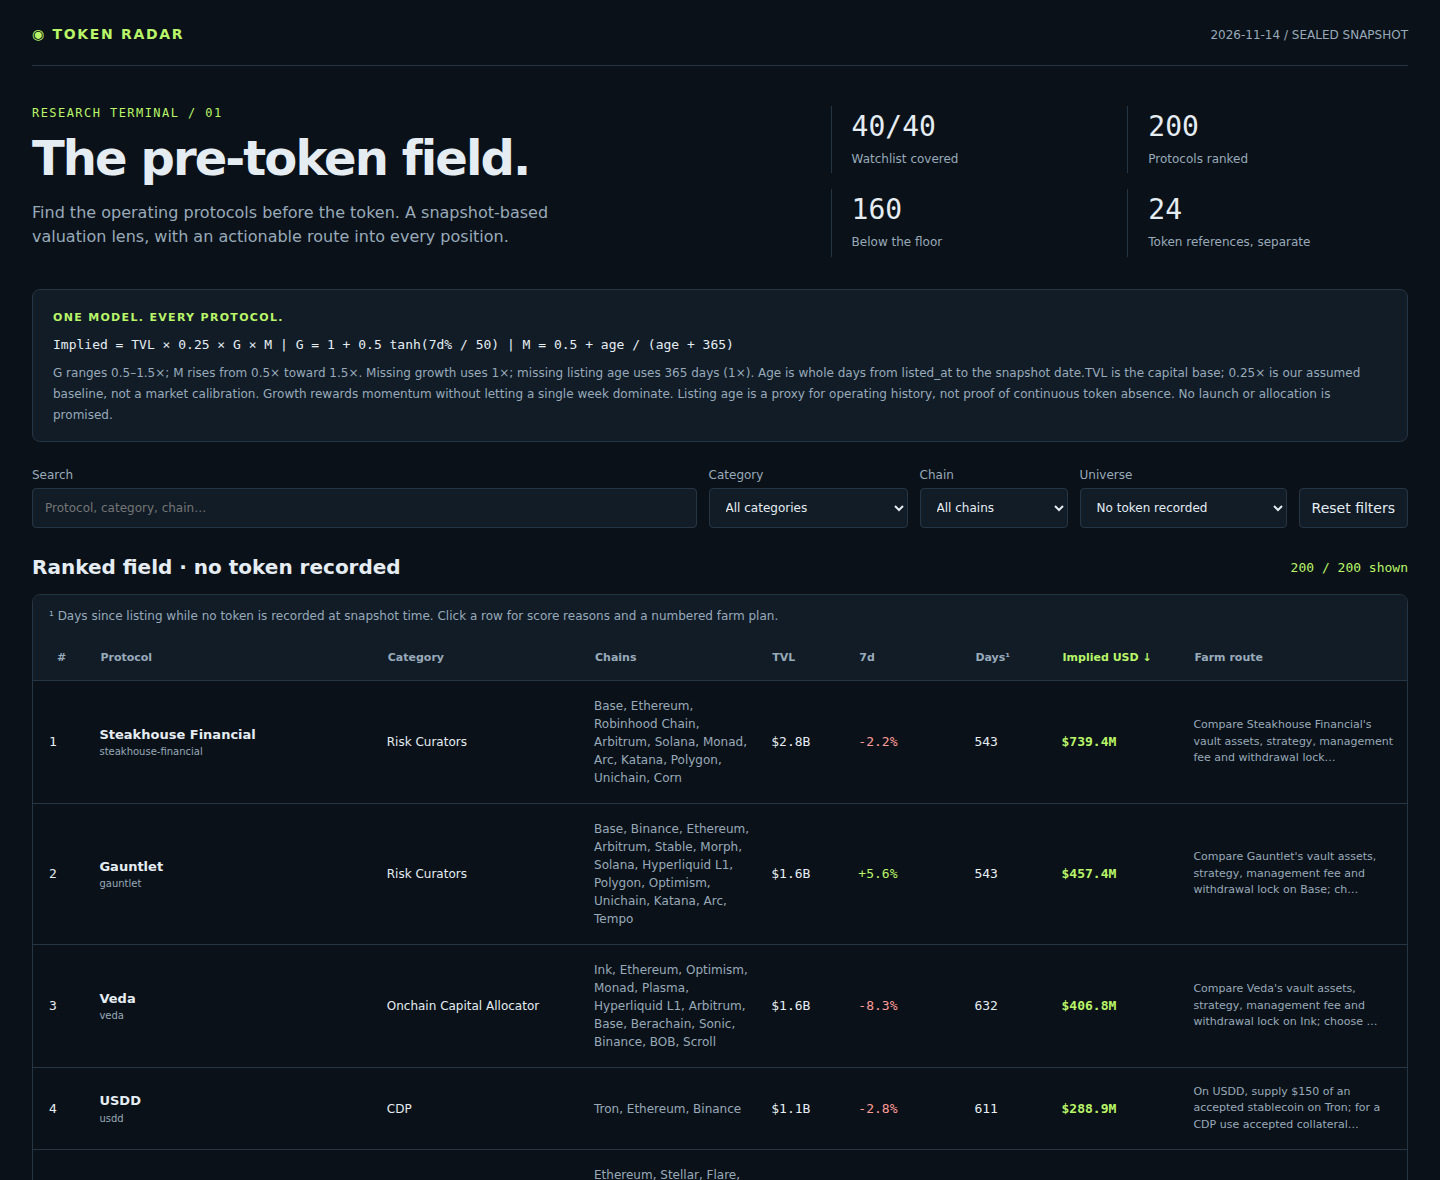 ◉ TOKEN RADAR
2026-11-14 / SEALED SNAPSHOT
RESEARCH TERMINAL / 01
The pre-token field.
Find the operating protocols before the token. A snapshot-based
valuation lens, with an actionable route into every position.
40/40
Watchlist covered
200
Protocols ranked
160
Below the floor
24
Token references, separate
ONE MODEL. EVERY PROTOCOL.
Implied = TVL × 0.25 × G × M | G = 1 + 0.5 tanh(7d% / 50) | M = 0.5 + age / (age + 365)
G ranges 0.5–1.5×; M rises from 0.5× toward 1.5×. Missing growth uses 1×; missing listing age uses 365 days (1×). Age is whole days from listed_at to the snapshot date.TVL is the capital base; 0.25× is our assumed
baseline, not a market calibration. Growth rewards momentum without letting a single week dominate. Listing age is a proxy for operating history, not proof of continuous token absence. No launch or allocation is
promised.
Search
Category
Chain
Universe
Protocol, category, chain…
All categories
All chains
No token recorded
Reset filters
Ranked field · no token recorded
200 / 200 shown
¹ Days since listing while no token is recorded at snapshot time. Click a row for score reasons and a numbered farm plan.
# Protocol Category Chains TVL 7d Days¹ Implied USD ↓ Farm route
1
Steakhouse Financial
steakhouse-financial
Risk Curators
Base, Ethereum,
Robinhood Chain,
Arbitrum, Solana, Monad,
Arc, Katana, Polygon,
Unichain, Corn
$2.8B
-2.2%
543
$739.4M
Compare Steakhouse Financial's
vault assets, strategy, management
fee and withdrawal lock…
2
Gauntlet
gauntlet
Risk Curators
Base, Binance, Ethereum,
Arbitrum, Stable, Morph,
Solana, Hyperliquid L1,
Polygon, Optimism,
Unichain, Katana, Arc,
Tempo
$1.6B
+5.6%
543
$457.4M
Compare Gauntlet's vault assets,
strategy, management fee and
withdrawal lock on Base; ch…
3
Veda
veda
Onchain Capital Allocator
Ink, Ethereum, Optimism,
Monad, Plasma,
Hyperliquid L1, Arbitrum,
Base, Berachain, Sonic,
Binance, BOB, Scroll
$1.6B
-8.3%
632
$406.8M
Compare Veda's vault assets,
strategy, management fee and
withdrawal lock on Ink; choose …
4
USDD
usdd
CDP
Tron, Ethereum, Binance
$1.1B
-2.8%
611
$288.9M
On USDD, supply $150 of an
accepted stablecoin on Tron; for a
CDP use accepted collateral…
Ethereum, Stellar, Flare,